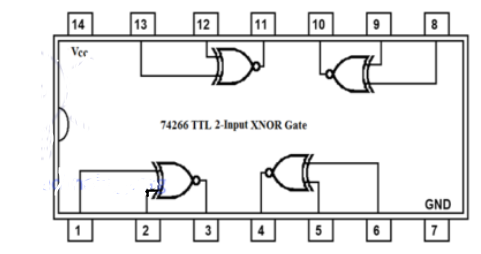 14 13 12 11 10 9 8
Vcc
74266 TTL 2-Input XNOR Gate
GND
1 2 3 4 5 6 7